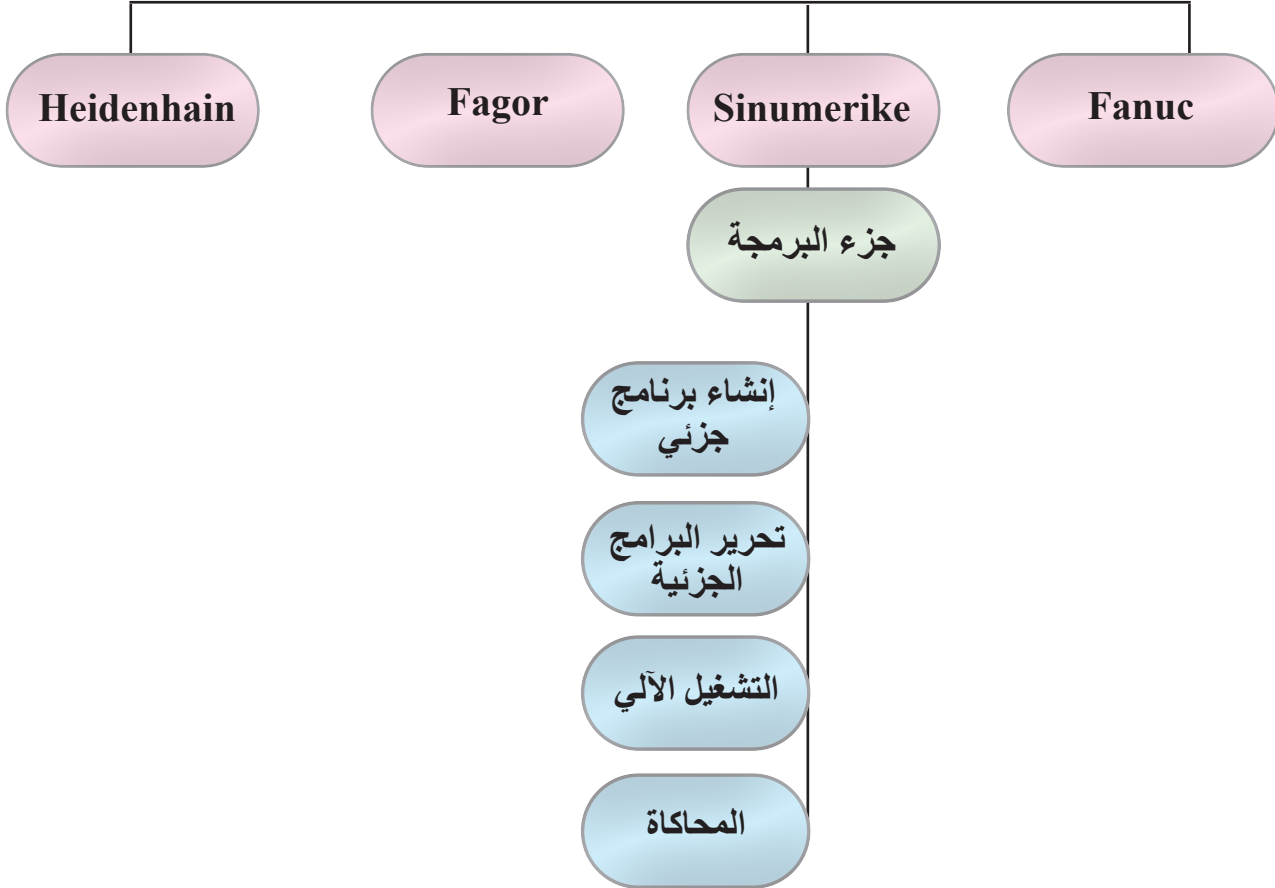 Heidenhain
Fagor
Sinumerike
Fanuc
جزء البرمجة
إنشاء برنامج
جزئي
تحرير البرامج
الجزئية
التشغيل الآلي
المحاكاة